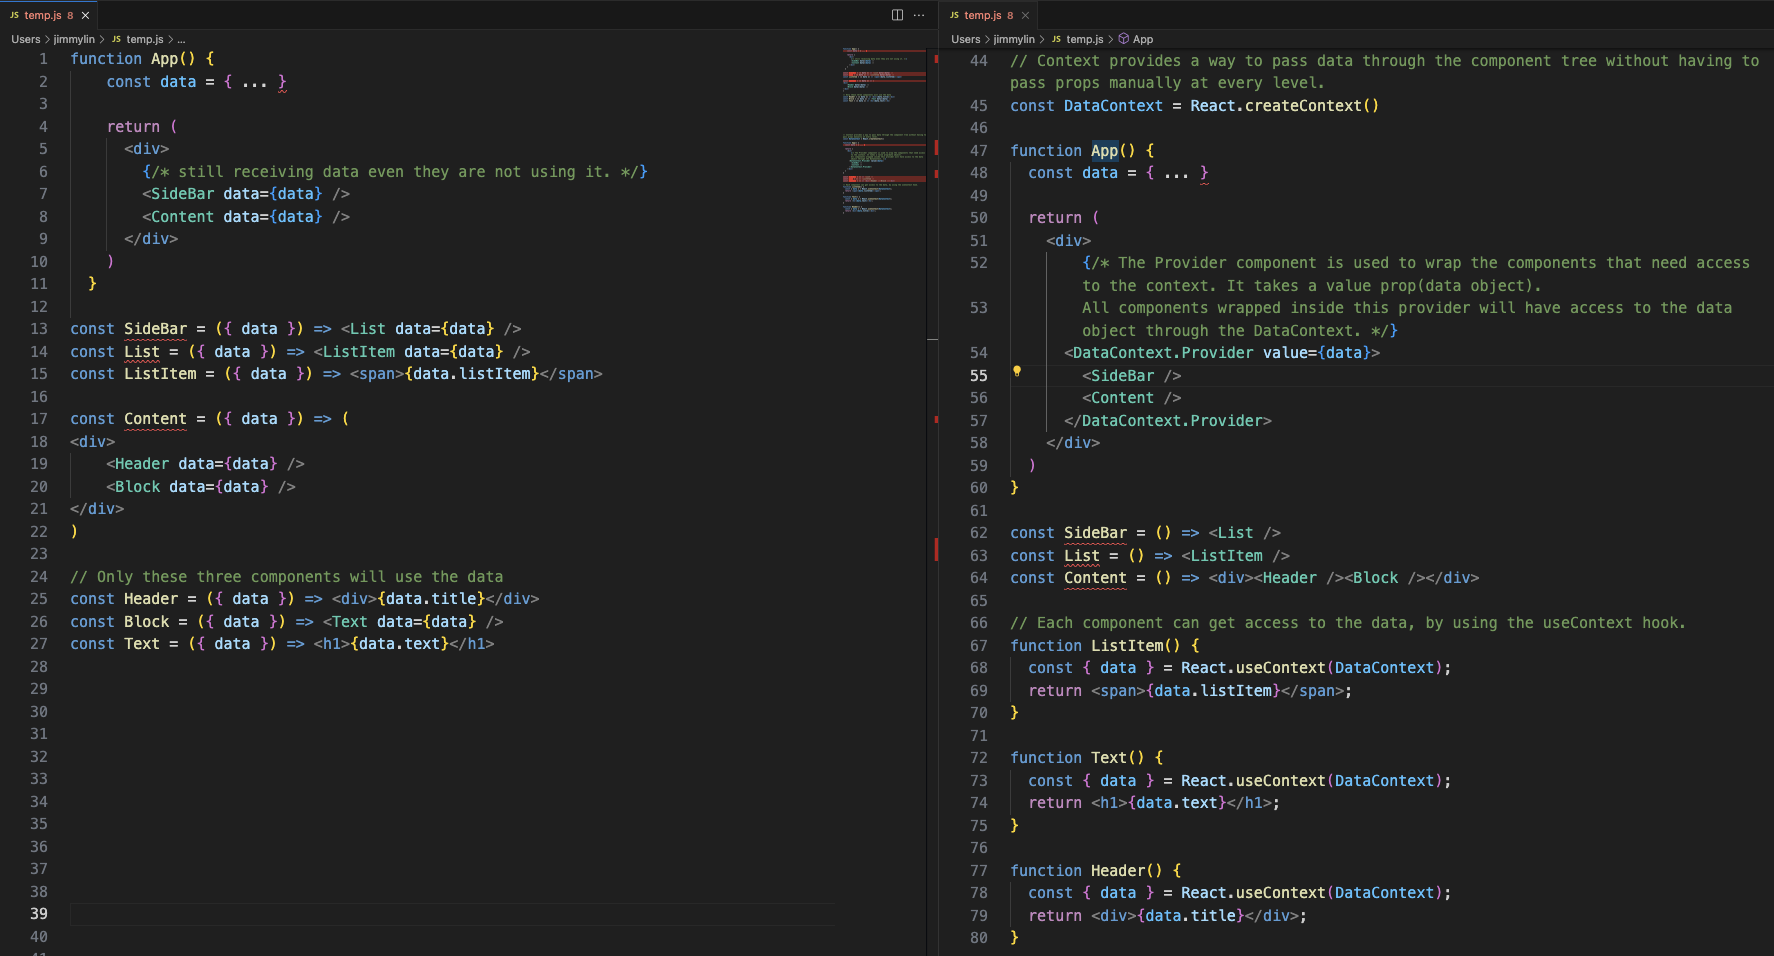 JS temp.js 8 ×
Users > jimmylin > JS temp.js > ...
1 function App() {
2 const data = { ... }
3
4 return (
5 <div>
6 {/* still receiving data even they are not using it. */}
7 <SideBar data={data} />
8 <Content data={data} />
9 </div>
10 )
11 }
12
13 const SideBar = ({ data }) => <List data={data} />
14 const List = ({ data }) => <ListItem data={data} />
15 const ListItem = ({ data }) => <span>{data.listItem}</span>
16
17 const Content = ({ data }) => (
18 <div>
19 <Header data={data} />
20 <Block data={data} />
21 </div>
22 )
23
24 // Only these three components will use the data
25 const Header = ({ data }) => <div>{data.title}</div>
26 const Block = ({ data }) => <Text data={data} />
27 const Text = ({ data }) => <h1>{data.text}</h1>
28
29
30
31
32
33
34
35
36
37
38
39
40
JS temp.js 8 ×
Users > jimmylin > JS temp.js > App
44 // Context provides a way to pass data through the component tree without having to
pass props manually at every level.
45 const DataContext = React.createContext()
46
47 function App() {
48 const data = { ... }
49
50 return (
51 <div>
52 {/* The Provider component is used to wrap the components that need access
to the context. It takes a value prop(data object).
53 All components wrapped inside this provider will have access to the data
object through the DataContext. */}
54 <DataContext.Provider value={data}>
55 <SideBar />
56 <Content />
57 </DataContext.Provider>
58 </div>
59 )
60 }
61
62 const SideBar = () => <List />
63 const List = () => <ListItem />
64 const Content = () => <div><Header /><Block /></div>
65
66 // Each component can get access to the data, by using the useContext hook.
67 function ListItem() {
68 const { data } = React.useContext(DataContext);
69 return <span>{data.listItem}</span>;
70 }
71
72 function Text() {
73 const { data } = React.useContext(DataContext);
74 return <h1>{data.text}</h1>;
75 }
76
77 function Header() {
78 const { data } = React.useContext(DataContext);
79 return <div>{data.title}</div>;
80 }